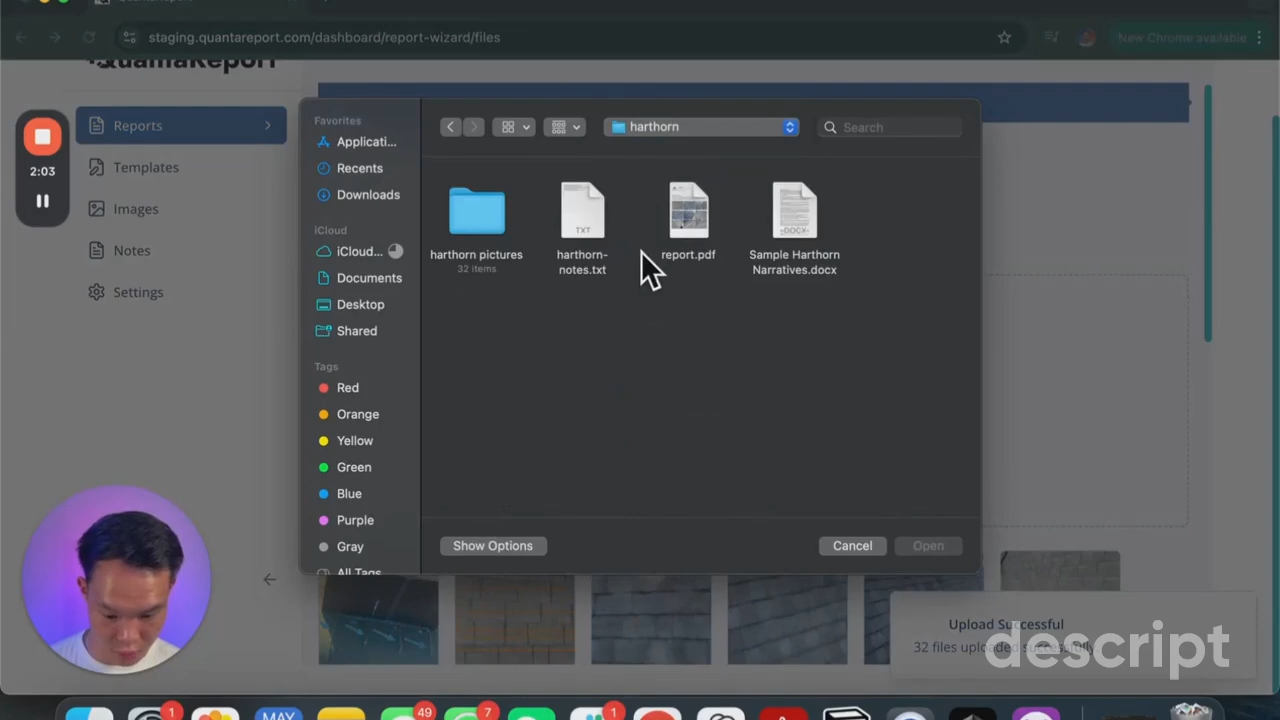 staging.quantareport.com/dashboard/report-wizard/files
New Chrome available
QuantaReport
Reports
Templates
Images
Notes
Settings
2:03
Favorites
Applicati...
Recents
Downloads
iCloud
iCloud...
Documents
Desktop
Shared
Tags
Red
Orange
Yellow
Green
Blue
Purple
Gray
All Tags
harthorn
Search
harthorn pictures
32 items
TXT
harthorn-
notes.txt
report.pdf
DOCX
Sample Harthorn
Narratives.docx
Show Options
Cancel
Open
Upload Successful
32 files uploaded successfully
descript
MAY
1
49
7
1